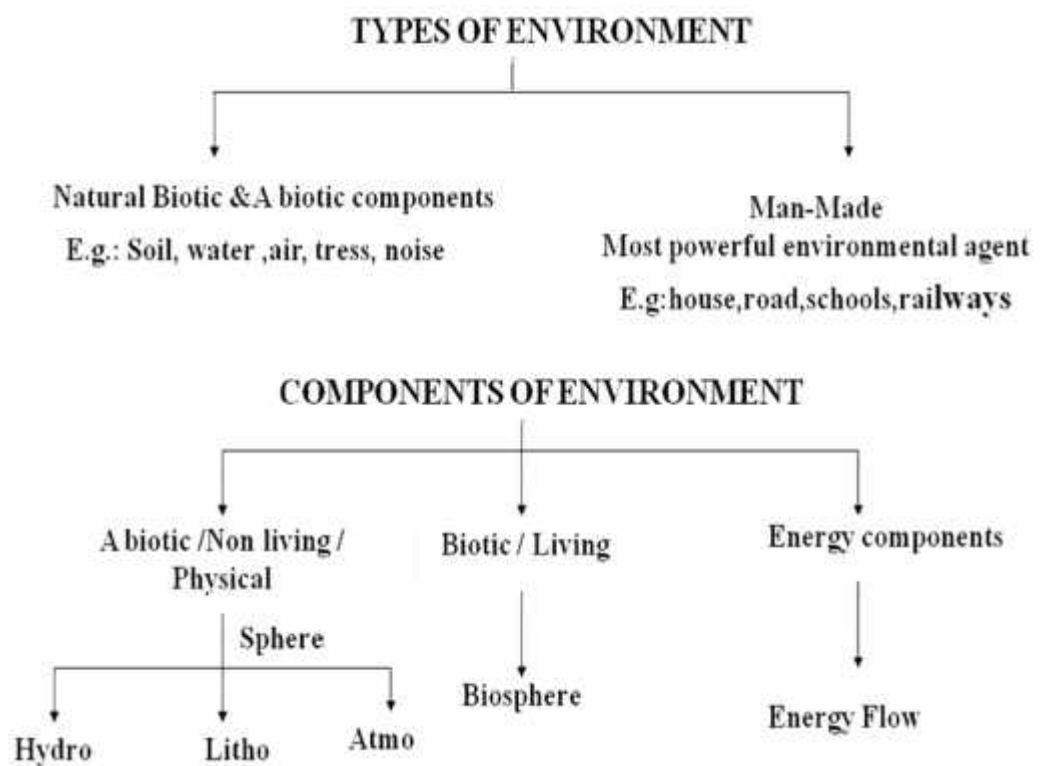 TYPES OF ENVIRONMENT
Natural Biotic &A biotic components
E.g.: Soil, water ,air, tress, noise
Man-Made
Most powerful environmental agent
E.g:house,road,schools,railways
COMPONENTS OF ENVIRONMENT
A biotic /Non living /
Physical
Biotic / Living
Energy components
Sphere
Hydro
Litho
Atmo
Biosphere
Energy Flow